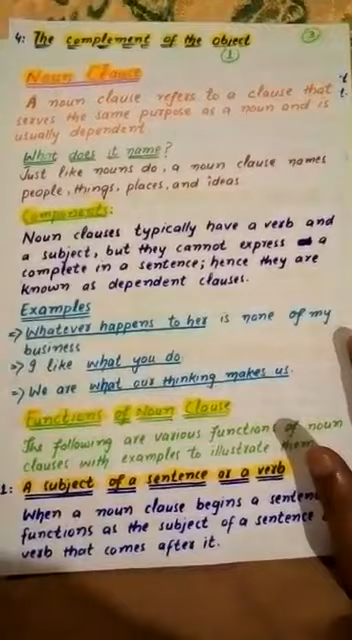 4: The complement of the object
③
①
Noun Clause
A noun clause refers to a clause that
serves the same purpose as a noun and is
usually dependent
What does it name?
Just like nouns do, a noun clause names
people, things, places, and ideas
Components:
Noun clauses typically have a verb and
a subject, but they cannot express a
complete in a sentence; hence they are
known as dependent clauses.
Examples
=> Whatever happens to her is none of my
business
=> I like what you do
=> We are what our thinking makes us.
Functions of Noun Clause
The following are various function of noun
clauses with examples to illustrate them
1: A subject of a sentence or a verb
When a noun clause begins a
functions as the subject of a sentence
verb that comes after it.